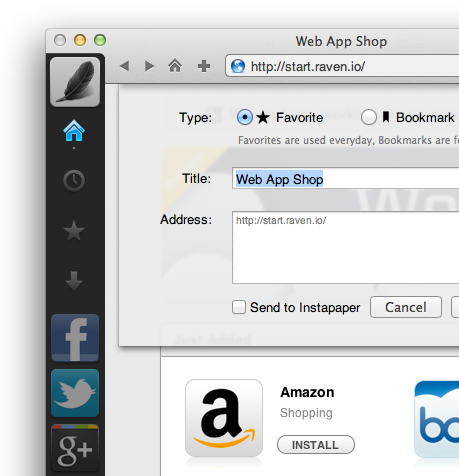 Web App Shop
http://start.raven.io/
Type: Favorite Bookmark
Favorites are used everyday, Bookmarks are
Title: Web App Shop
Address: http://start.raven.io/
Send to Instapaper Cancel
Just Added
Amazon
Shopping
INSTALL